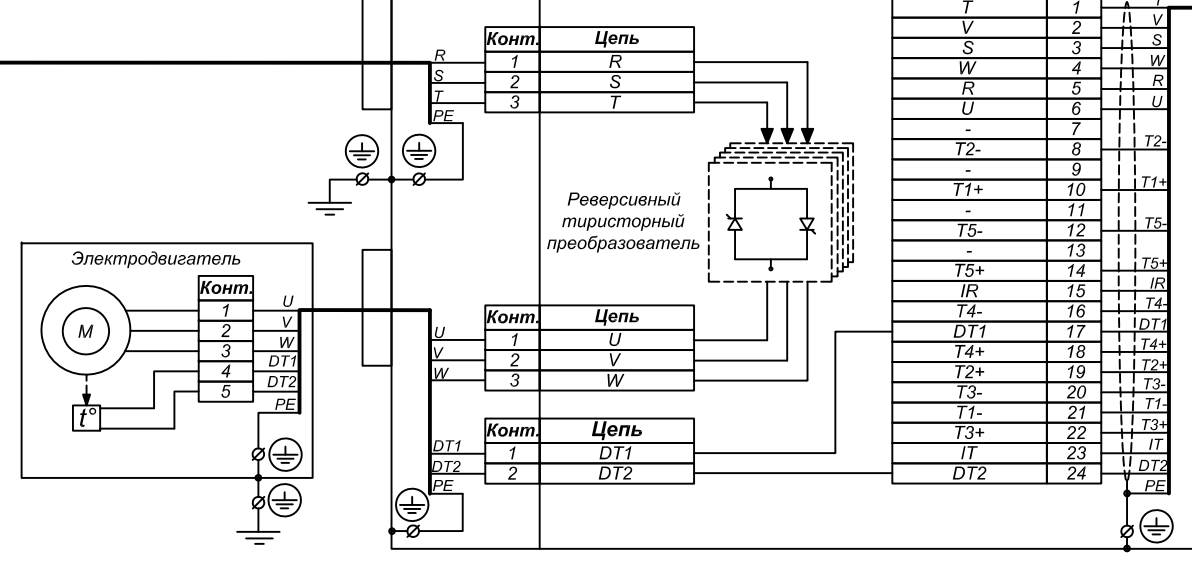 Конт. Цепь
R 1 R
S 2 S
T 3 T
PE
Реверсивный
тиристорный
преобразователь
Электродвигатель
Конт.
M
1 U
2 V
3 W
4 DT1
5 DT2
PE
t°
Конт. Цепь
U 1 U
V 2 V
W 3 W
Конт. Цепь
DT1 1 DT1
DT2 2 DT2
PE
T 1
V 2 V
S 3 S
W 4 W
R 5 R
U 6 U
- 7
T2- 8 T2-
- 9
T1+ 10 T1+
- 11
T5- 12 T5-
- 13
T5+ 14 T5+
IR 15 IR
T4- 16 T4-
DT1 17 DT1
T4+ 18 T4+
T2+ 19 T2+
T3- 20 T3-
T1- 21 T1-
T3+ 22 T3+
IT 23 IT
DT2 24 DT2
PE